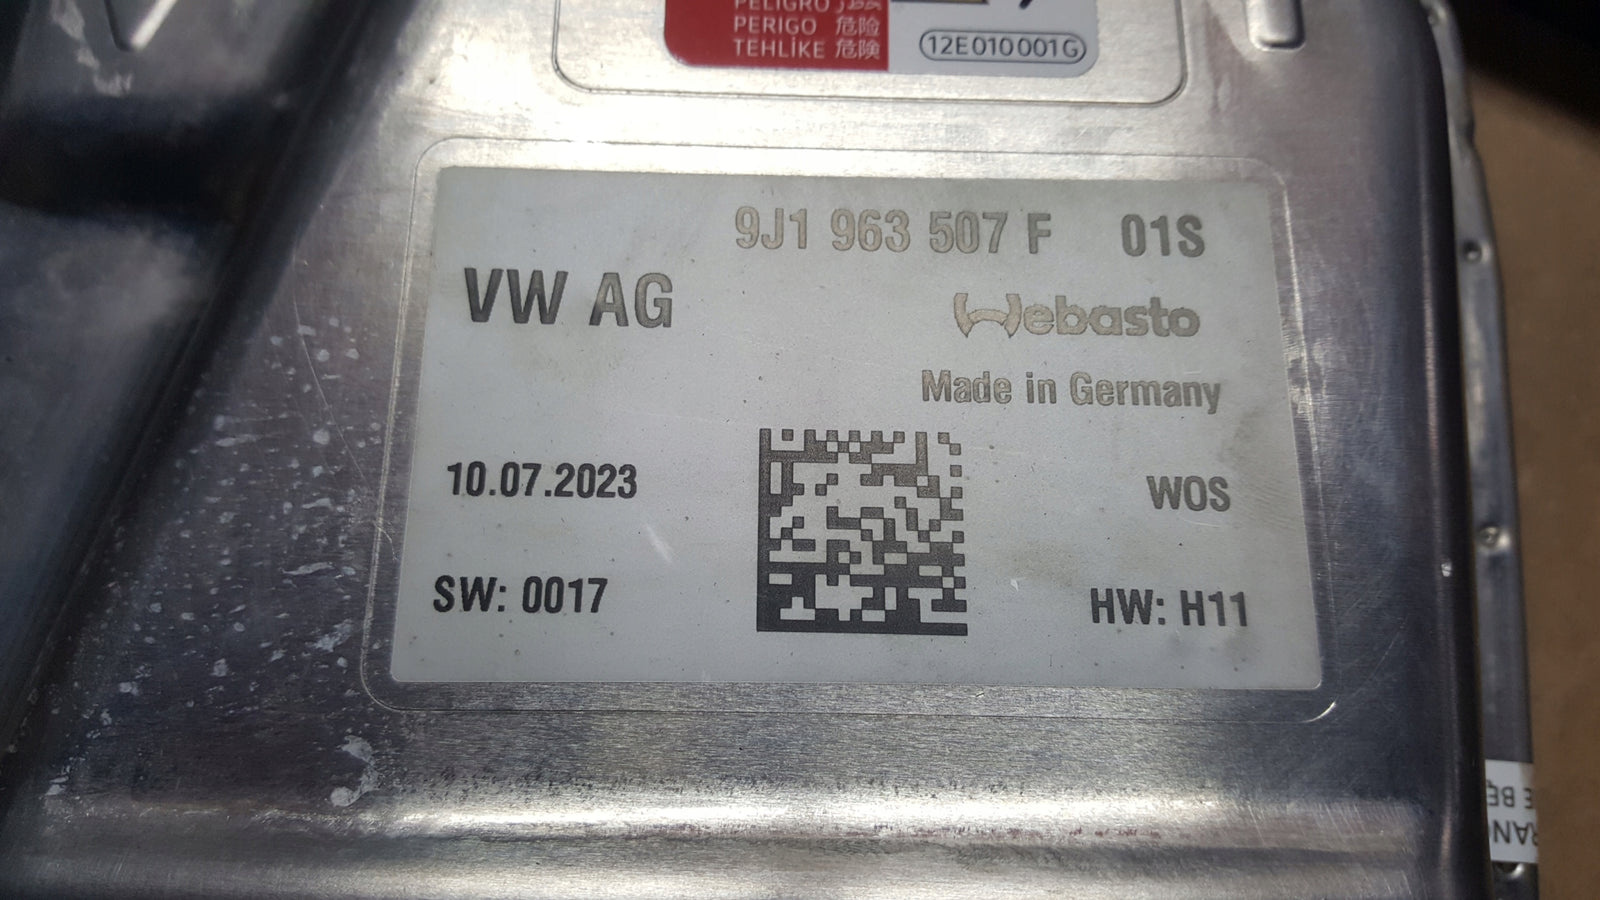 PELIGRO
PERIGO 危险
TEHLİKE 危険
12E010001G
9J1 963 507 F 01S
VW AG
Webasto
Made in Germany
10.07.2023
WOS
SW: 0017
HW: H11